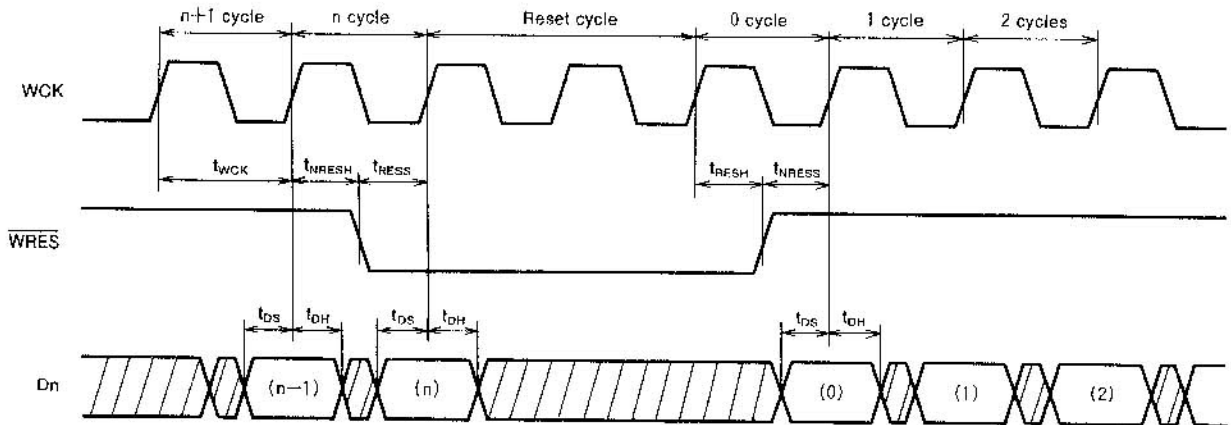 n+1 cycle n cycle Reset cycle 0 cycle 1 cycle 2 cycles
WCK
tWCK tNRESH tRESS tRESH tNRESS
WRES
tDS tDH tDS tDH tDS tDH
Dn (n−1) (n) (0) (1) (2)